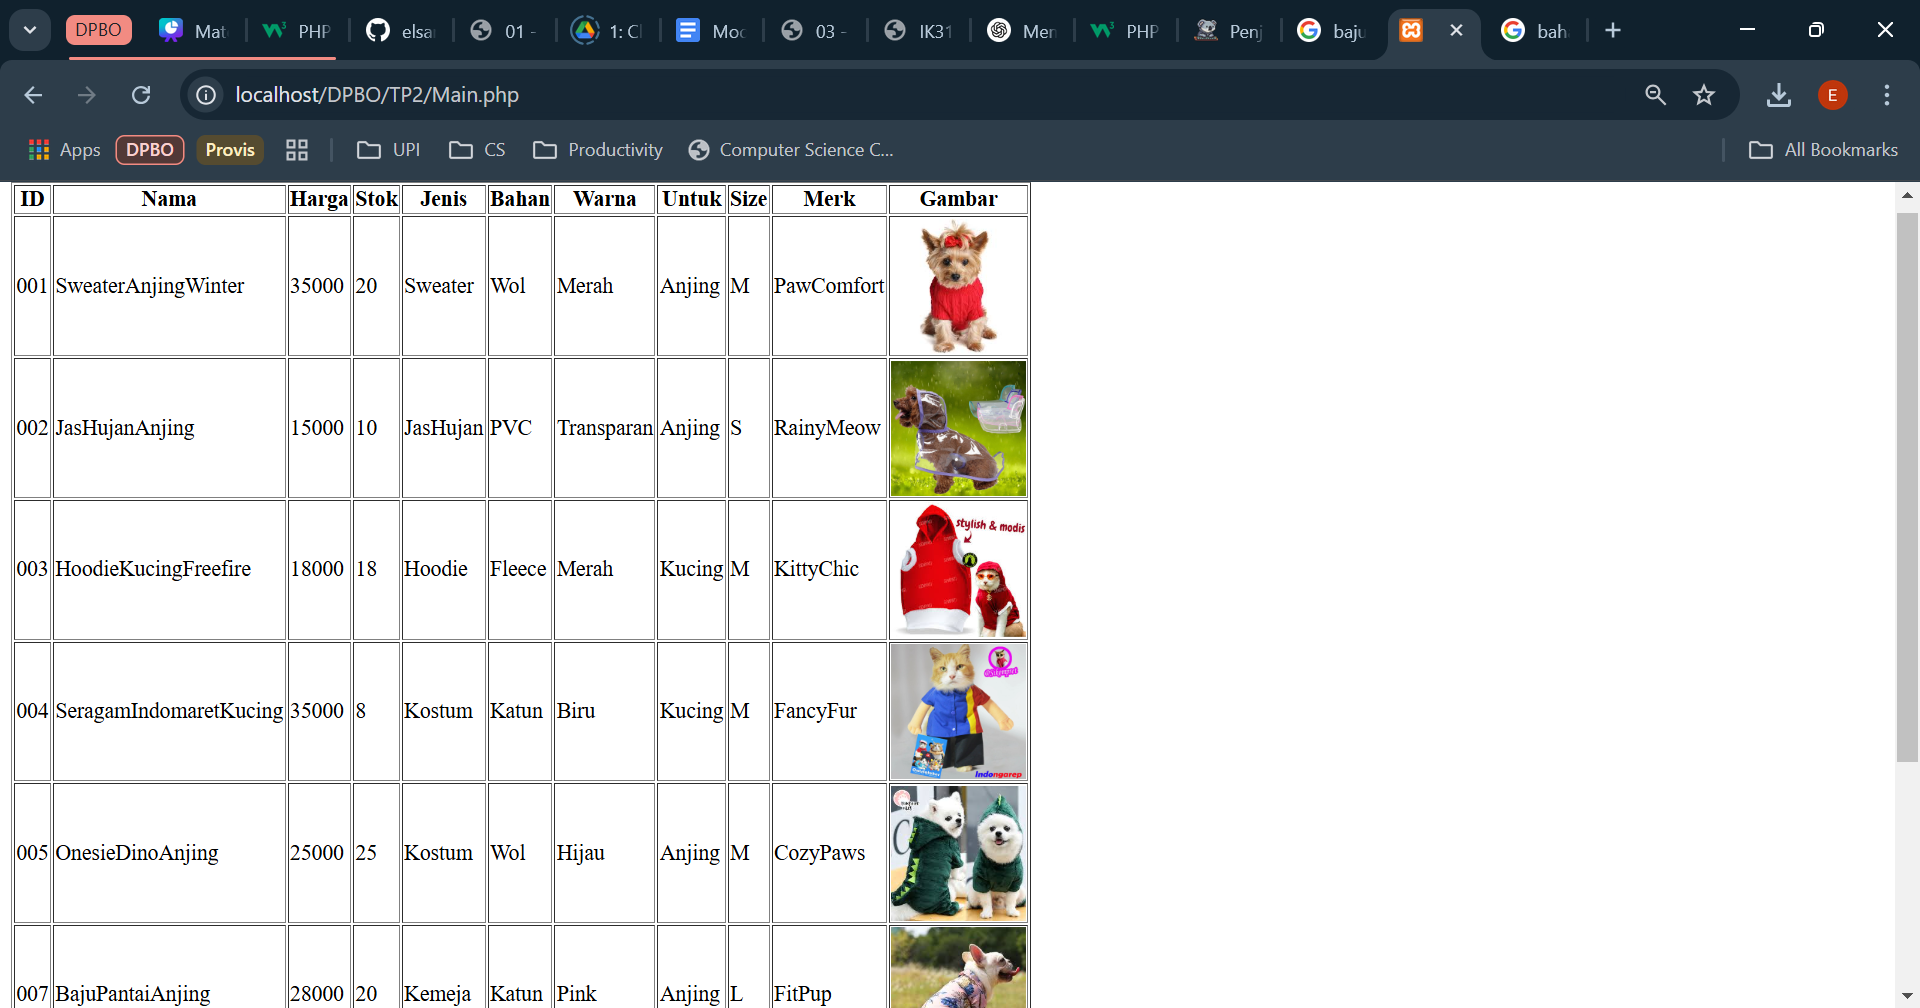 DPBO Mat PHP elsa 01 - 1: C Moc 03 - IK31 Mer PHP Penj baju bah
localhost/DPBO/TP2/Main.php E
Apps DPBO Provis UPI CS Productivity Computer Science C... All Bookmarks
ID Nama Harga Stok Jenis Bahan Warna Untuk Size Merk Gambar
001 SweaterAnjingWinter 35000 20 Sweater Wol Merah Anjing M PawComfort
002 JasHujanAnjing 15000 10 JasHujan PVC Transparan Anjing S RainyMeow
stylish & modis
003 HoodieKucingFreefire 18000 18 Hoodie Fleece Merah Kucing M KittyChic
004 SeragamIndomaretKucing 35000 8 Kostum Katun Biru Kucing M FancyFur
Indongarep
005 OnesieDinoAnjing 25000 25 Kostum Wol Hijau Anjing M CozyPaws
007 BajuPantaiAnjing 28000 20 Kemeja Katun Pink Anjing L FitPup